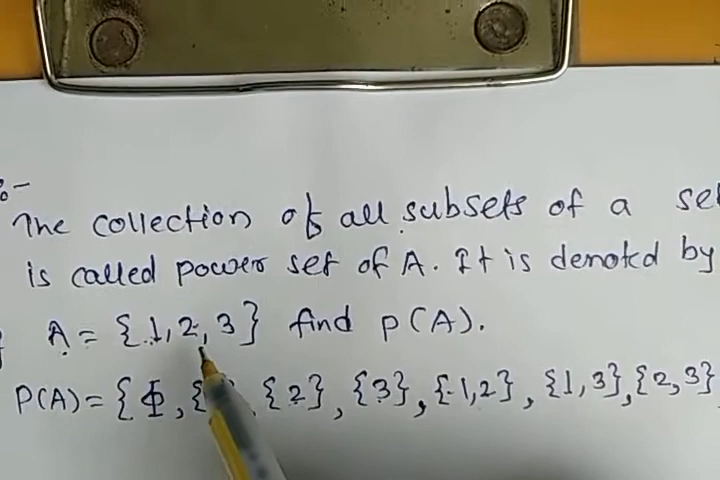 :-
The collection of all subsets of a set
is called power set of A. It is denoted by
A = {1, 2, 3} find p(A).
P(A) = {Φ, { }, {2}, {3}, {1,2}, {1,3}, {2,3}